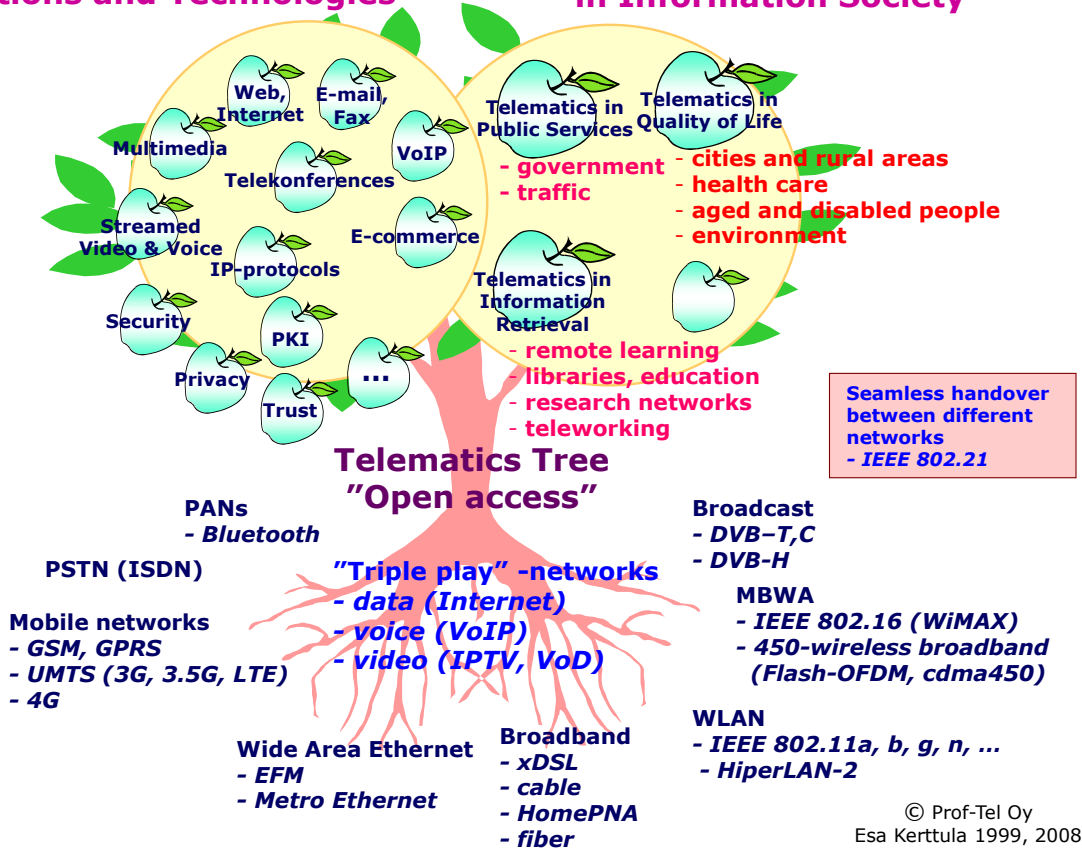 and Technologies
in Information Society
Web,
Internet
E-mail,
Fax
Multimedia
VoIP
Telekonferences
Streamed
Video & Voice
E-commerce
IP-protocols
Security
PKI
Privacy
...
Trust
Telematics in
Public Services
- government
- traffic
Telematics in
Quality of Life
- cities and rural areas
- health care
- aged and disabled people
- environment
Telematics in
Information
Retrieval
- remote learning
- libraries, education
- research networks
- teleworking
Seamless handover
between different
networks
- IEEE 802.21
Telematics Tree
”Open access”
PANs
- Bluetooth
PSTN (ISDN)
Mobile networks
- GSM, GPRS
- UMTS (3G, 3.5G, LTE)
- 4G
”Triple play” -networks
- data (Internet)
- voice (VoIP)
- video (IPTV, VoD)
Broadcast
- DVB–T,C
- DVB-H
MBWA
- IEEE 802.16 (WiMAX)
- 450-wireless broadband
(Flash-OFDM, cdma450)
WLAN
- IEEE 802.11a, b, g, n, ...
- HiperLAN-2
Wide Area Ethernet
- EFM
- Metro Ethernet
Broadband
- xDSL
- cable
- HomePNA
- fiber
© Prof-Tel Oy
Esa Kerttula 1999, 2008